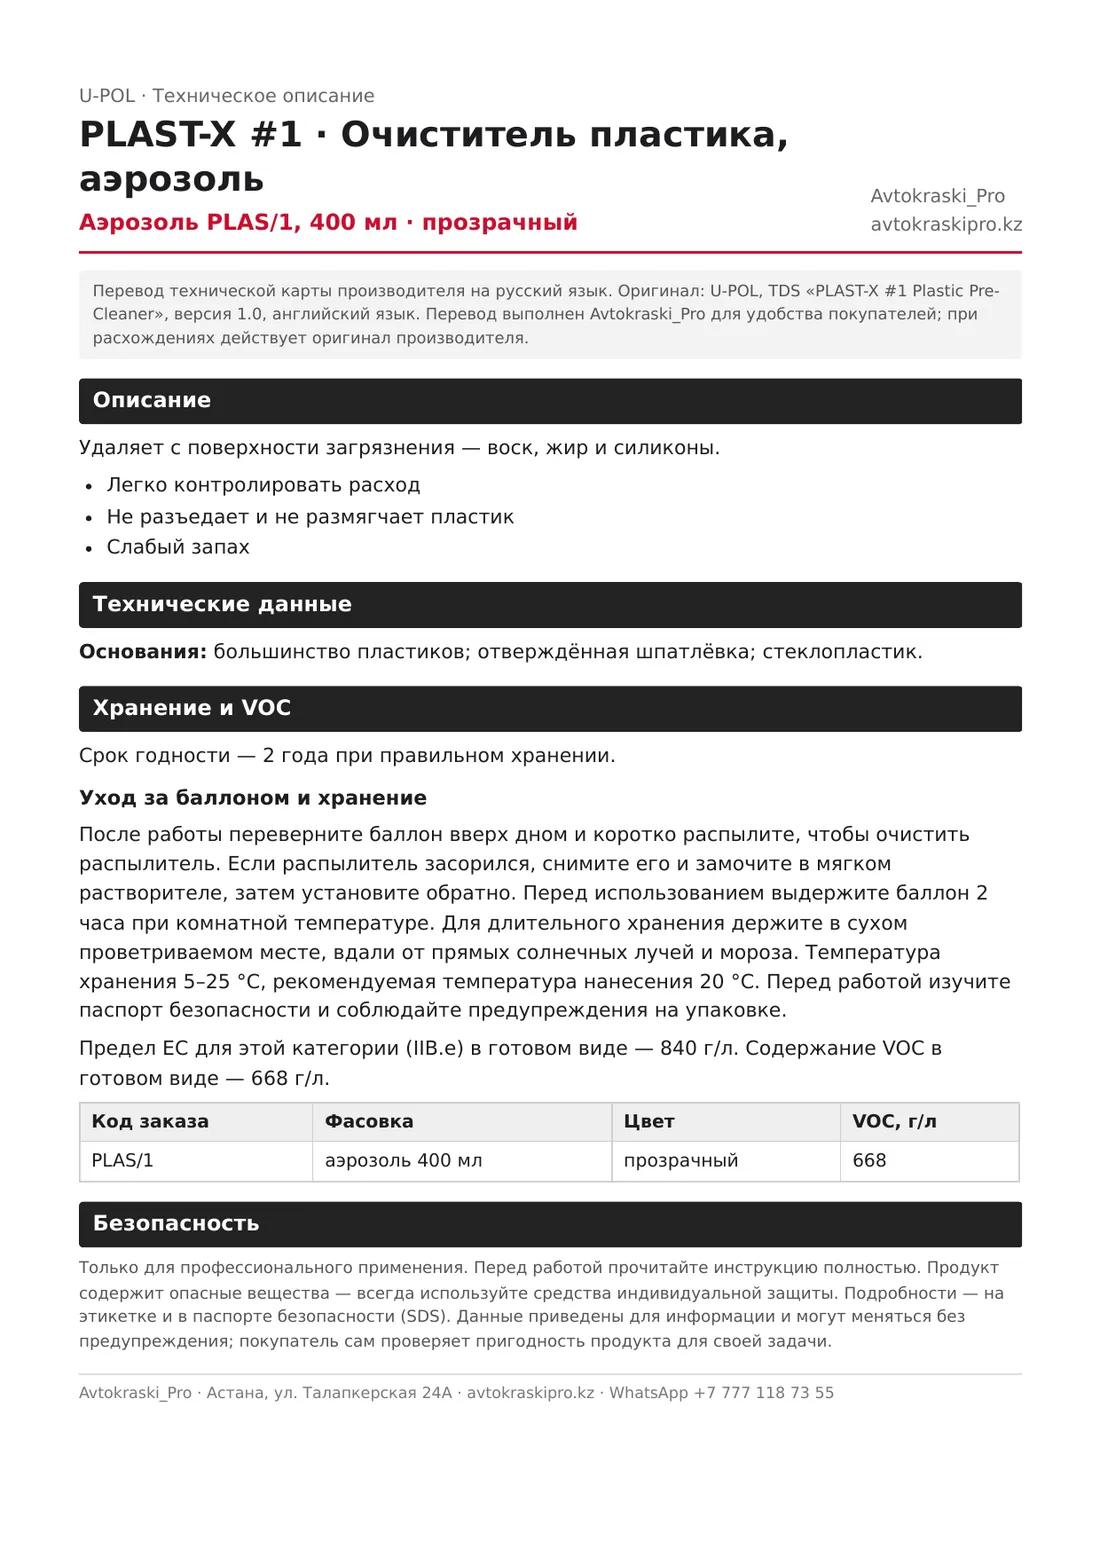 U-POL · Техническое описание
PLAST-X #1 · Очиститель пластика,
аэрозоль
Аэрозоль PLAS/1, 400 мл · прозрачный
Avtokraski_Pro
avtokraskipro.kz
Перевод технической карты производителя на русский язык. Оригинал: U-POL, TDS «PLAST-X #1 Plastic Pre-
Cleaner», версия 1.0, английский язык. Перевод выполнен Avtokraski_Pro для удобства покупателей; при
расхождениях действует оригинал производителя.
Описание
Удаляет с поверхности загрязнения — воск, жир и силиконы.
• Легко контролировать расход
• Не разъедает и не размягчает пластик
• Слабый запах
Технические данные
Основания: большинство пластиков; отверждённая шпатлёвка; стеклопластик.
Хранение и VOC
Срок годности — 2 года при правильном хранении.
Уход за баллоном и хранение
После работы переверните баллон вверх дном и коротко распылите, чтобы очистить
распылитель. Если распылитель засорился, снимите его и замочите в мягком
растворителе, затем установите обратно. Перед использованием выдержите баллон 2
часа при комнатной температуре. Для длительного хранения держите в сухом
проветриваемом месте, вдали от прямых солнечных лучей и мороза. Температура
хранения 5–25 °C, рекомендуемая температура нанесения 20 °C. Перед работой изучите
паспорт безопасности и соблюдайте предупреждения на упаковке.
Предел ЕС для этой категории (IIB.e) в готовом виде — 840 г/л. Содержание VOC в
готовом виде — 668 г/л.
Код заказа Фасовка Цвет VOC, г/л
PLAS/1 аэрозоль 400 мл прозрачный 668
Безопасность
Только для профессионального применения. Перед работой прочитайте инструкцию полностью. Продукт
содержит опасные вещества — всегда используйте средства индивидуальной защиты. Подробности — на
этикетке и в паспорте безопасности (SDS). Данные приведены для информации и могут меняться без
предупреждения; покупатель сам проверяет пригодность продукта для своей задачи.
Avtokraski_Pro · Астана, ул. Талапкерская 24А · avtokraskipro.kz · WhatsApp +7 777 118 73 55